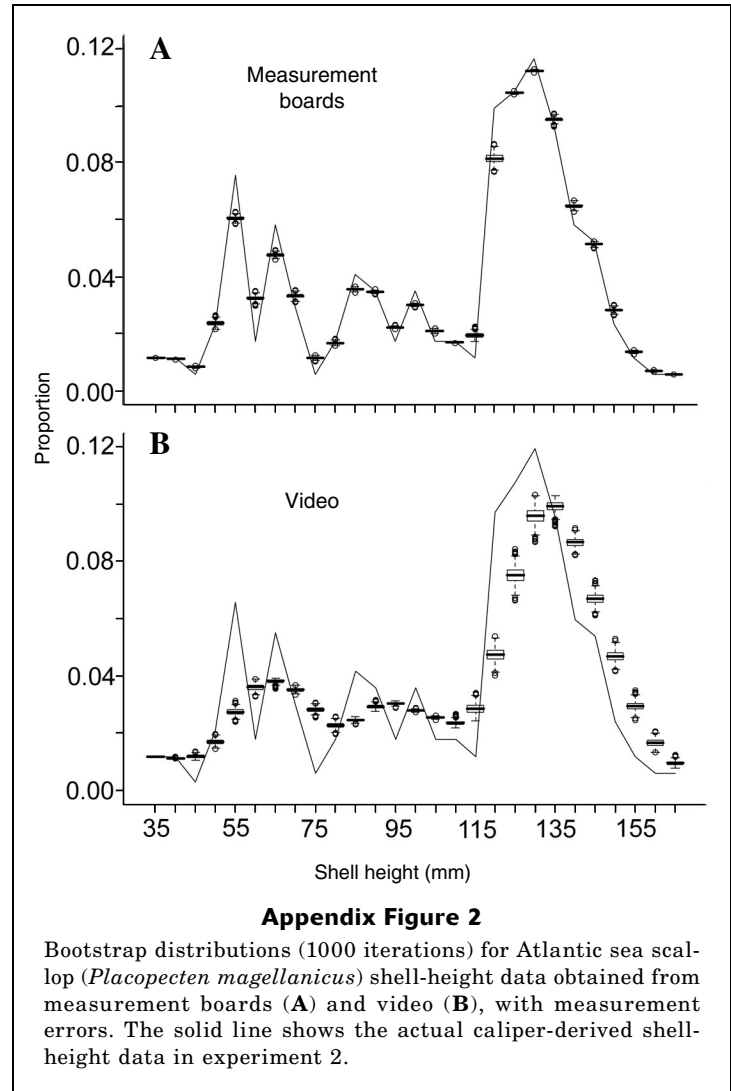 A
Measurement
boards
0.12
0.08
0.04
0.00
Proportion
B
Video
0.12
0.08
0.04
0.00
35 55 75 95 115 135 155
Shell height (mm)
Appendix Figure 2
Bootstrap distributions (1000 iterations) for Atlantic sea scal-
lop (Placopecten magellanicus) shell-height data obtained from
measurement boards (A) and video (B), with measurement
errors. The solid line shows the actual caliper-derived shell-
height data in experiment 2.